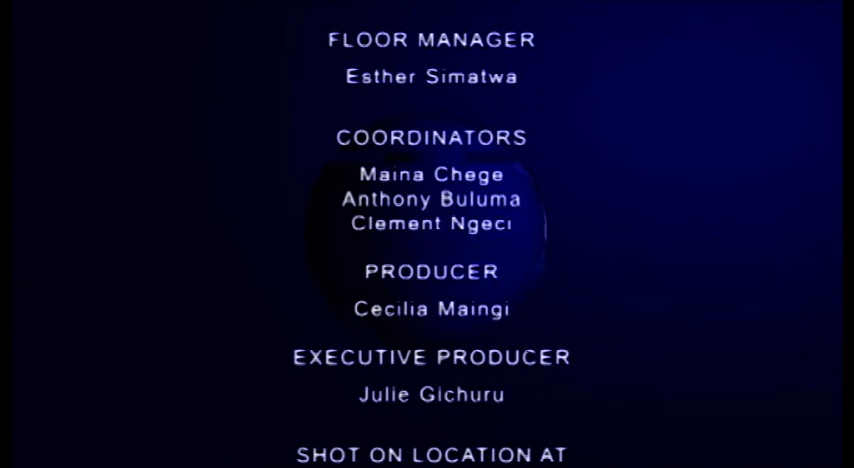 FLOOR MANAGER
Esther Simatwa
COORDINATORS
Maina Chege
Anthony Buluma
Clement Ngeci
PRODUCER
Cecilia Maingi
EXECUTIVE PRODUCER
Julie Gichuru
SHOT ON LOCATION AT